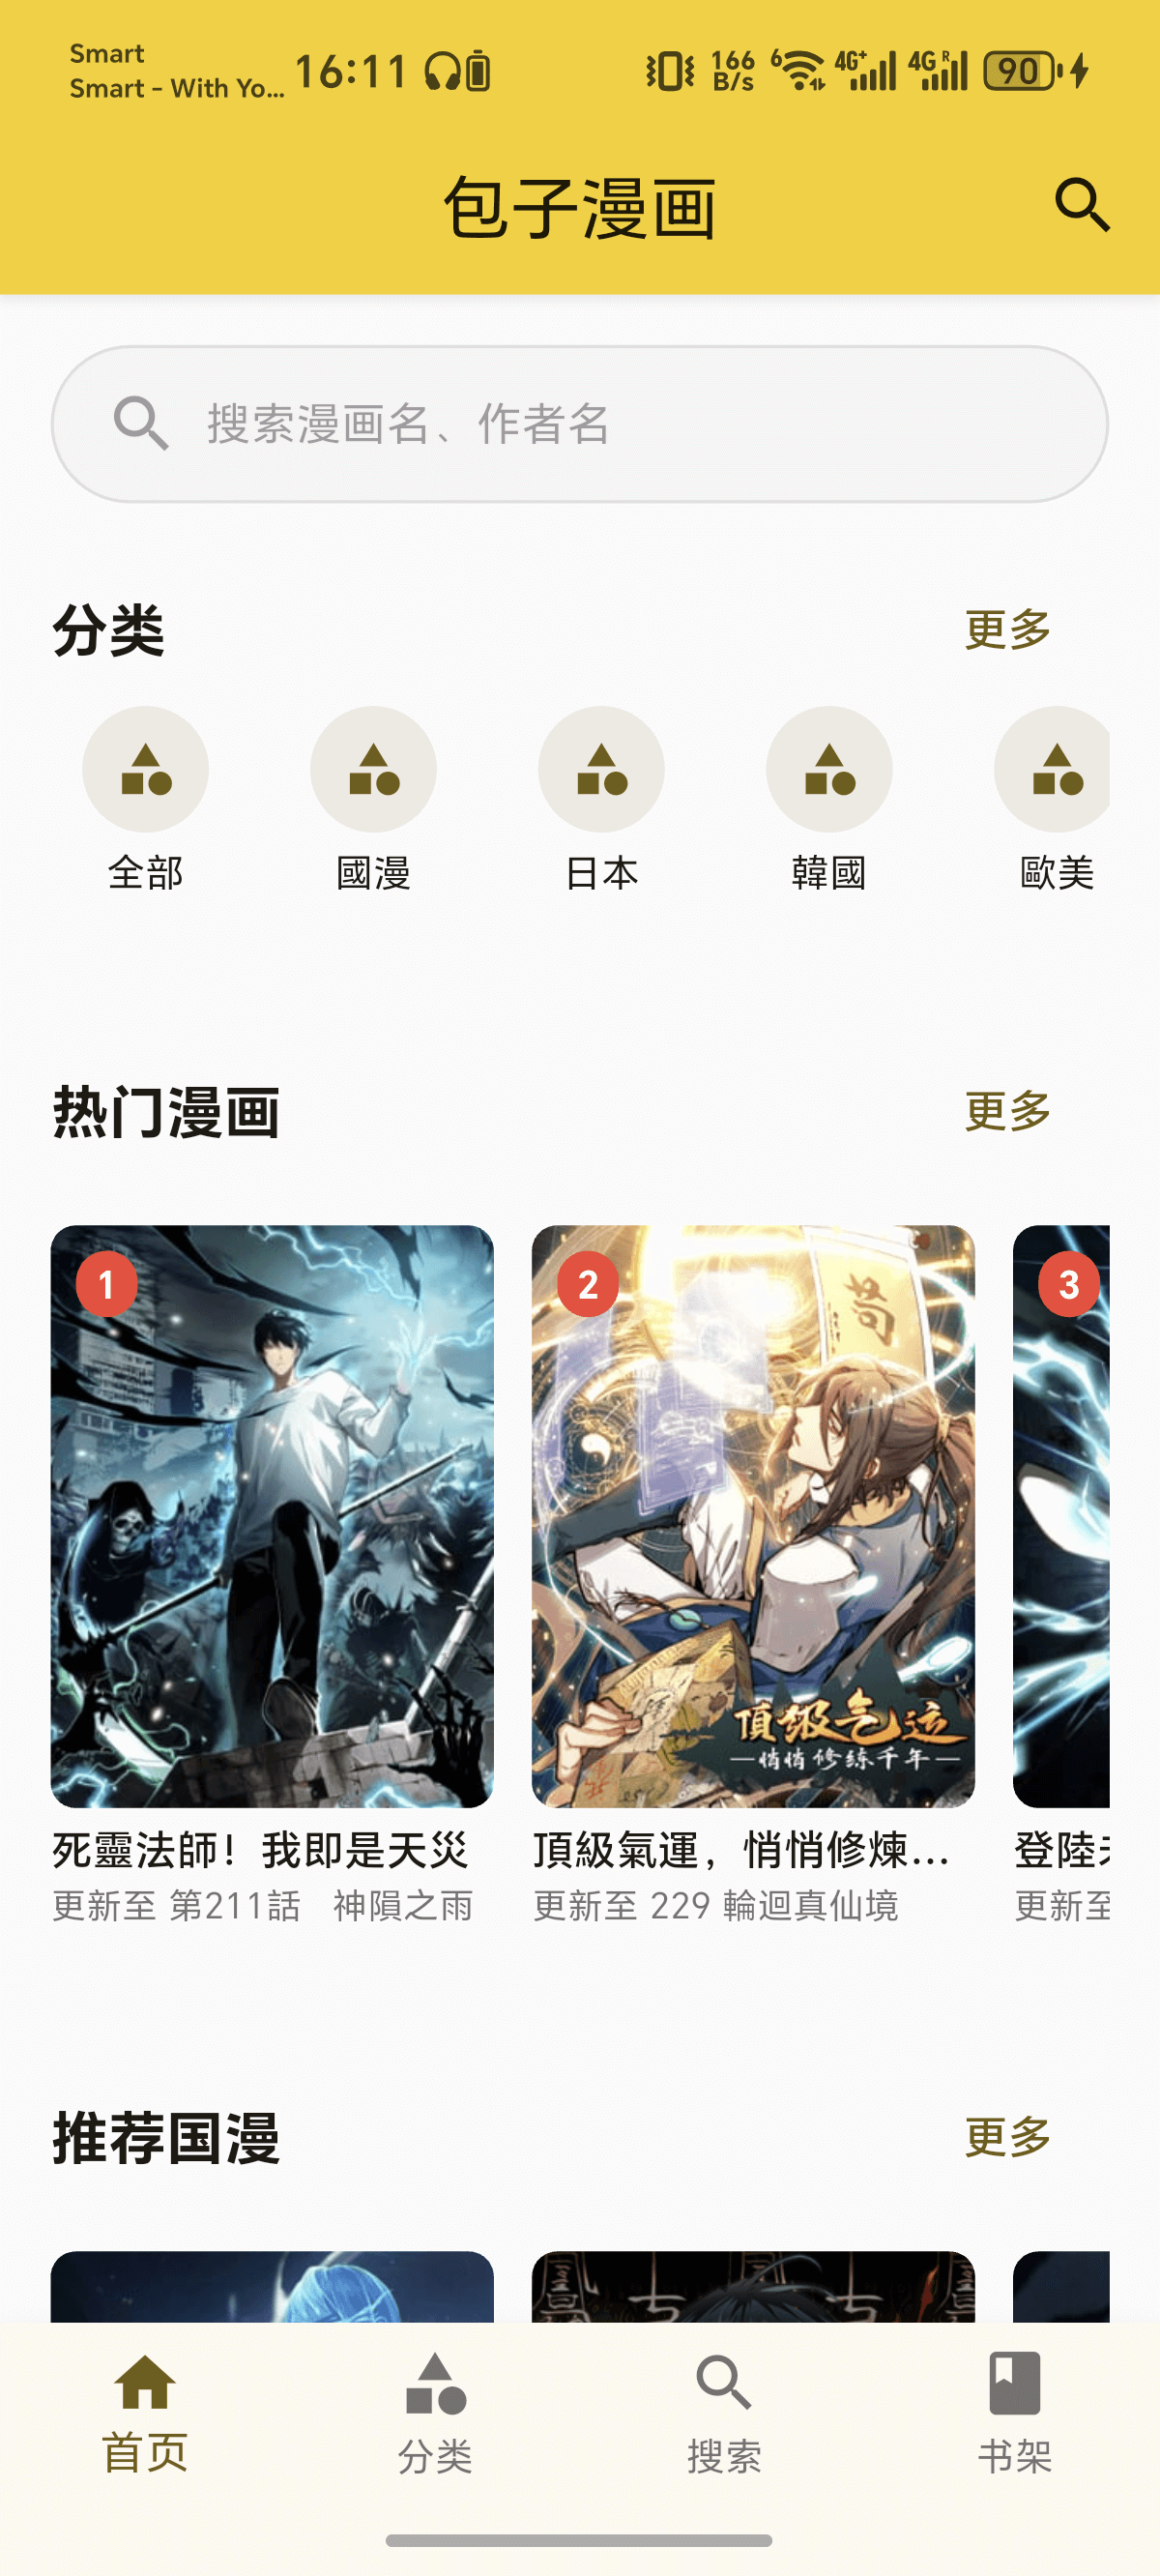 Smart
Smart - With Yo...
16:11
166
B/s
6
4G+
4G R
90
包子漫画
搜索漫画名、作者名
分类
更多
全部
國漫
日本
韓國
歐美
热门漫画
更多
1
2
3
苟
頂級气运
—悄悄修练千年—
死靈法師！我即是天災
頂級氣運，悄悄修煉...
登陸
更新至 第211話 神隕之雨
更新至 229 輪迴真仙境
更新至
推荐国漫
更多
首页
分类
搜索
书架